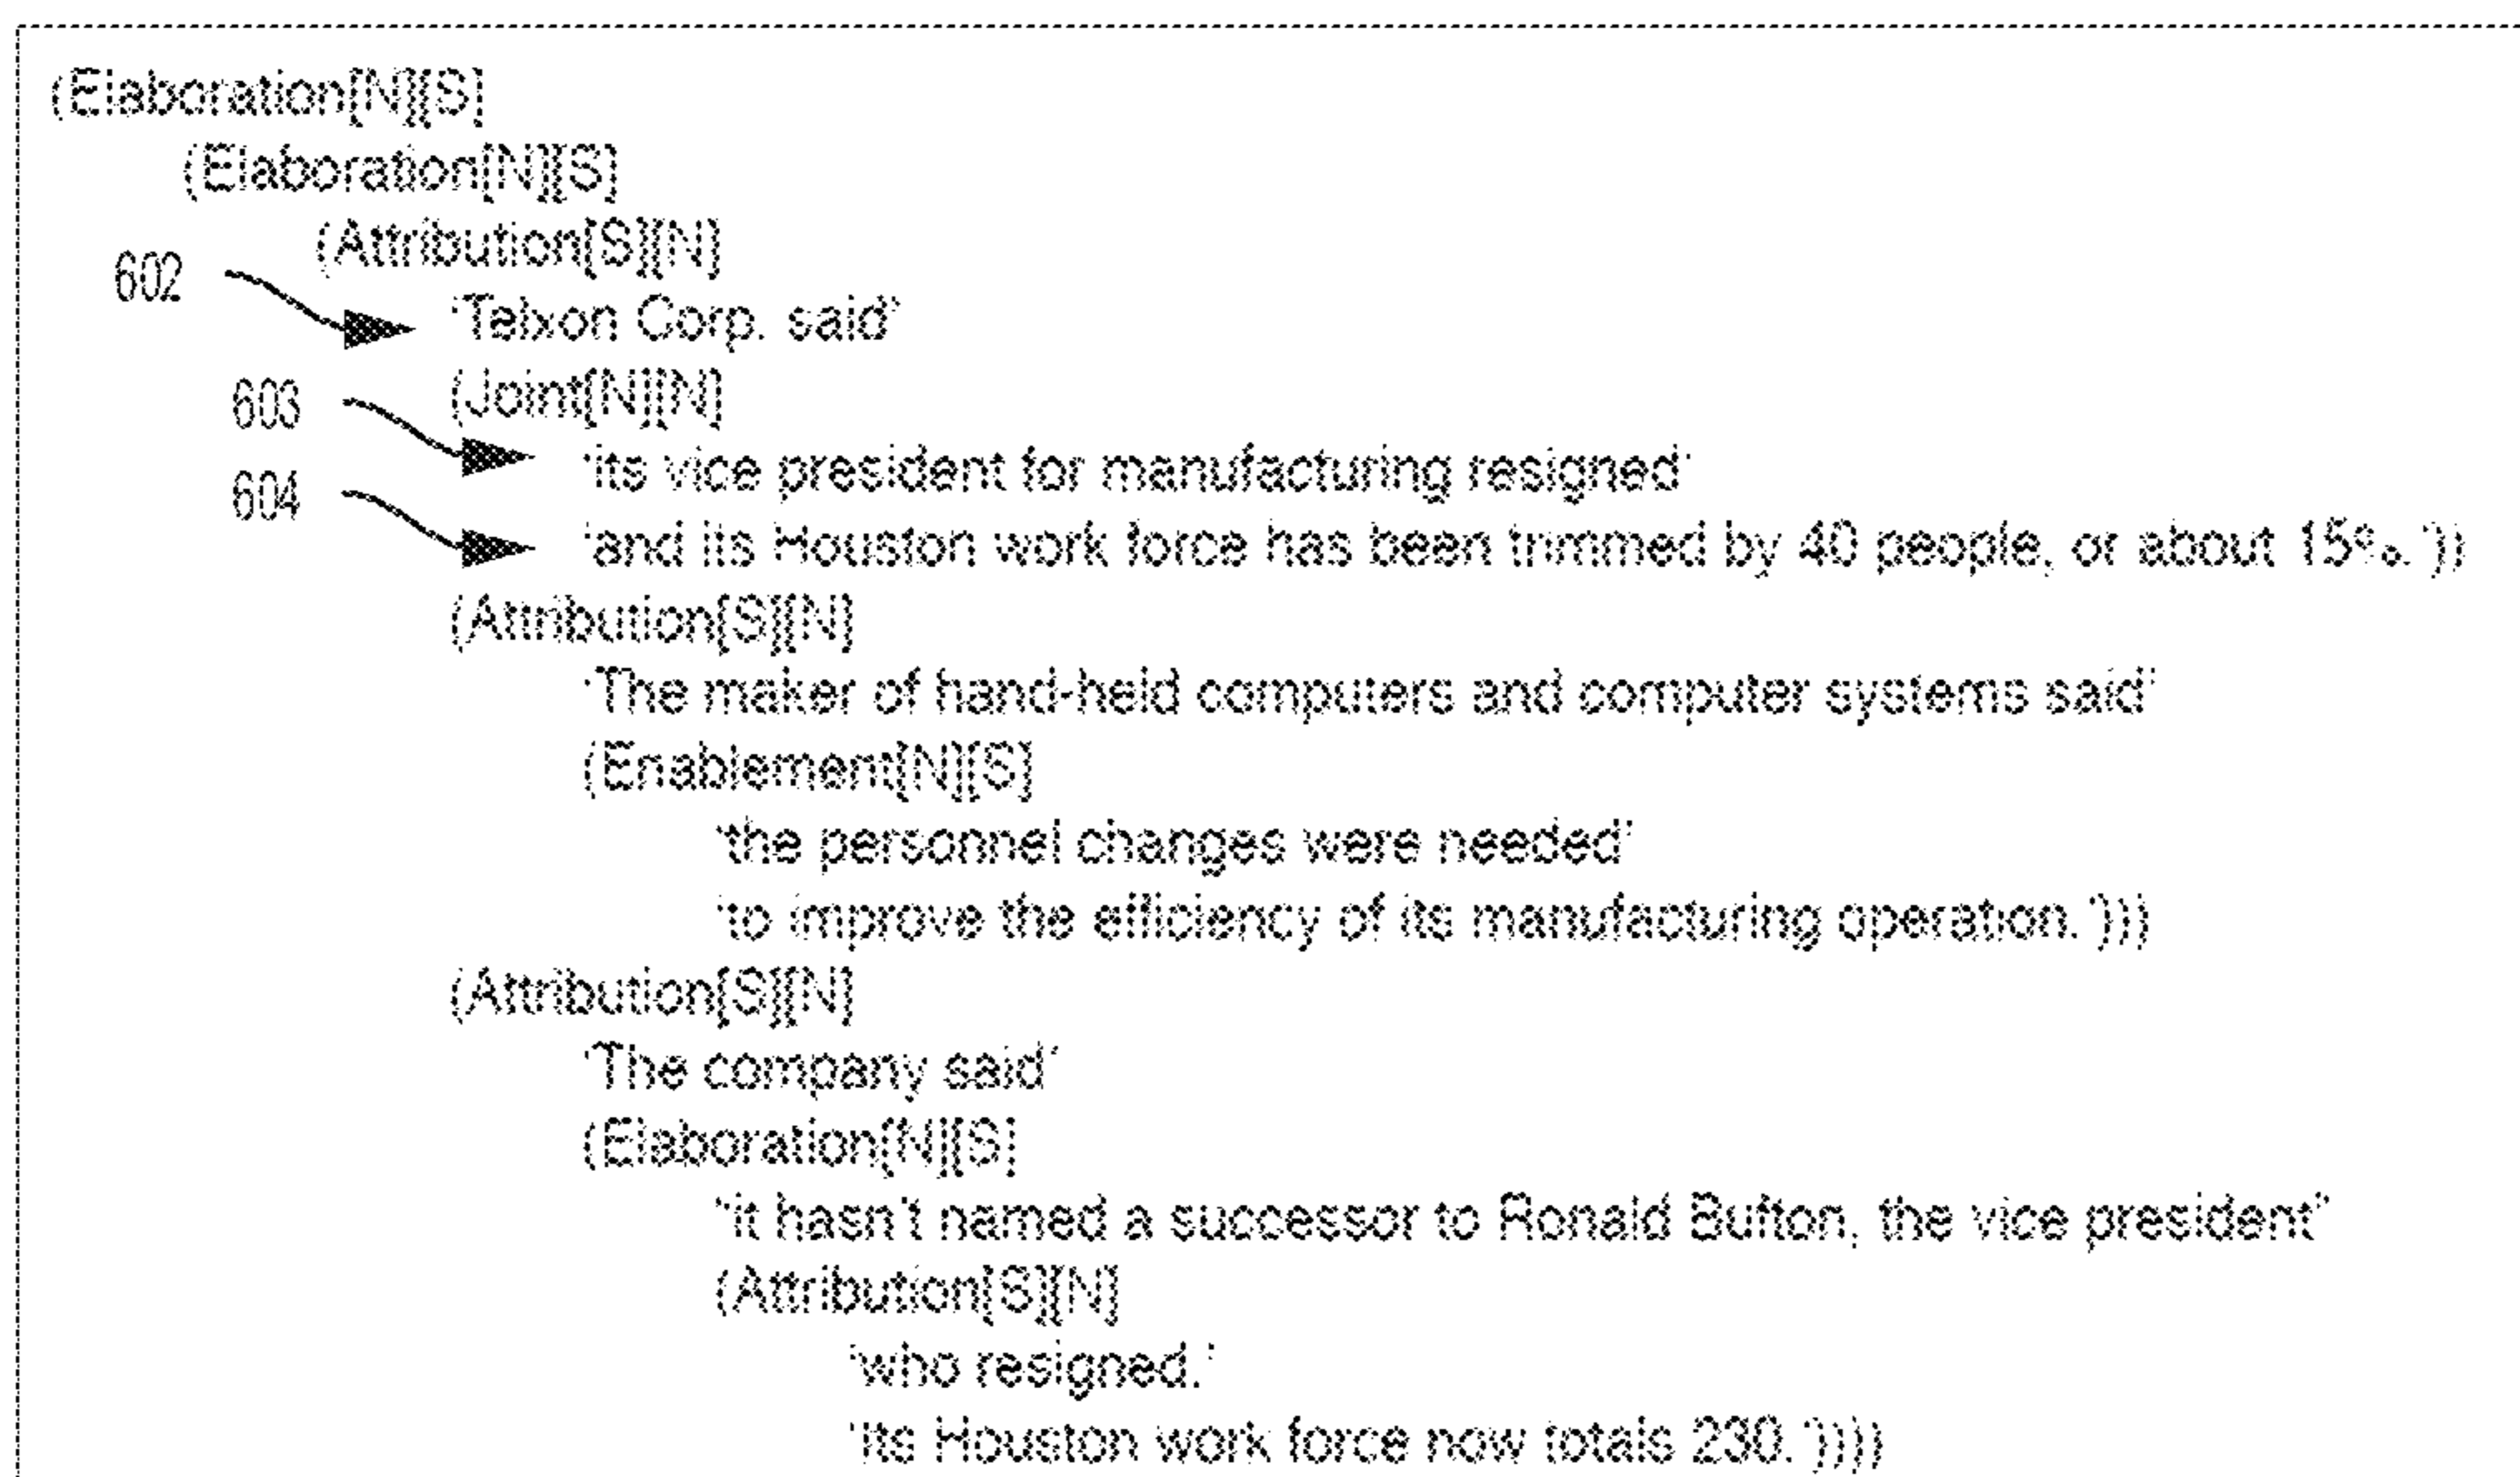 (Elaboration[N][S]
(Elaboration[N][S]
(Attribution[S][N]
602
'Telxon Corp. said'
603
(Joint[N][N]
'its vice president for manufacturing resigned'
604
'and its Houston work force has been trimmed by 40 people, or about 15%.'))
(Attribution[S][N]
'The maker of hand-held computers and computer systems said'
(Enablement[N][S]
'the personnel changes were needed'
'to improve the efficiency of its manufacturing operation.')))
(Attribution[S][N]
'The company said'
(Elaboration[N][S]
'it hasn't named a successor to Ronald Bufton, the vice president'
(Attribution[S][N]
'who resigned.'
'Its Houston work force now totals 230.'))))